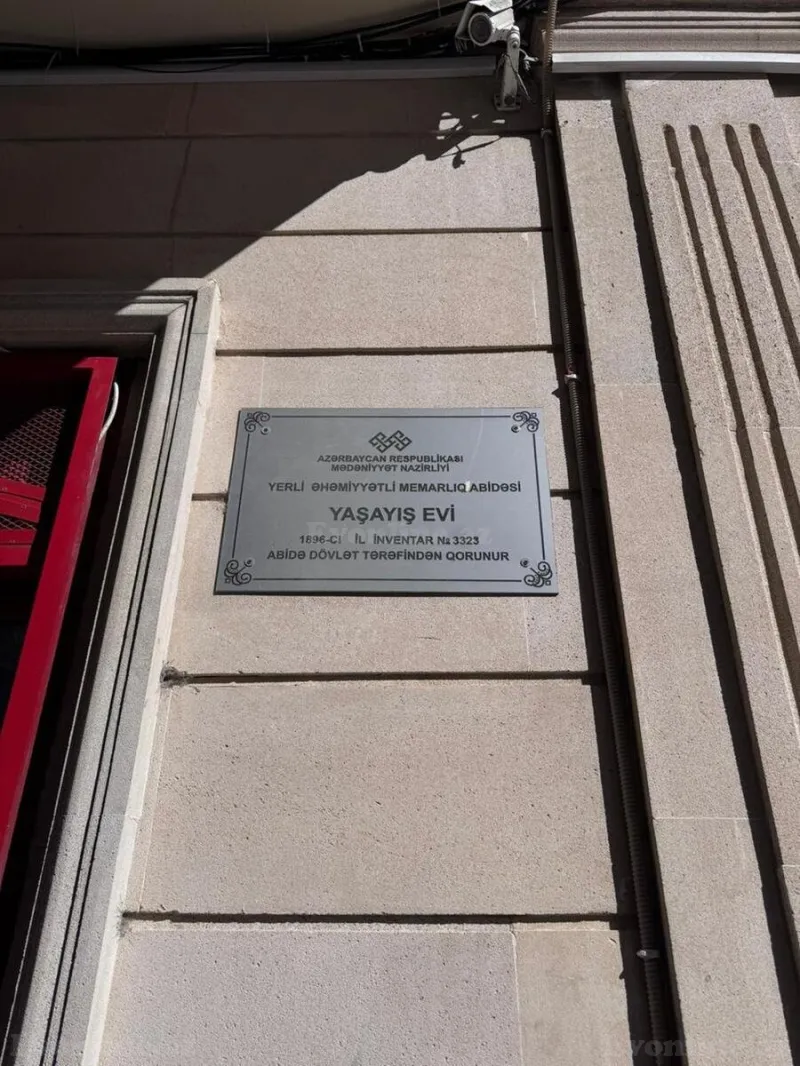 AZƏRBAYCAN RESPUBLİKASI
MƏDƏNİYYƏT NAZİRLİYİ
YERLİ ƏHƏMİYYƏTLİ MEMARLIQ ABİDƏSİ
YAŞAYIŞ EVİ
1896-CI İL İNVENTAR № 3323
ABİDƏ DÖVLƏT TƏRƏFİNDƏN QORUNUR